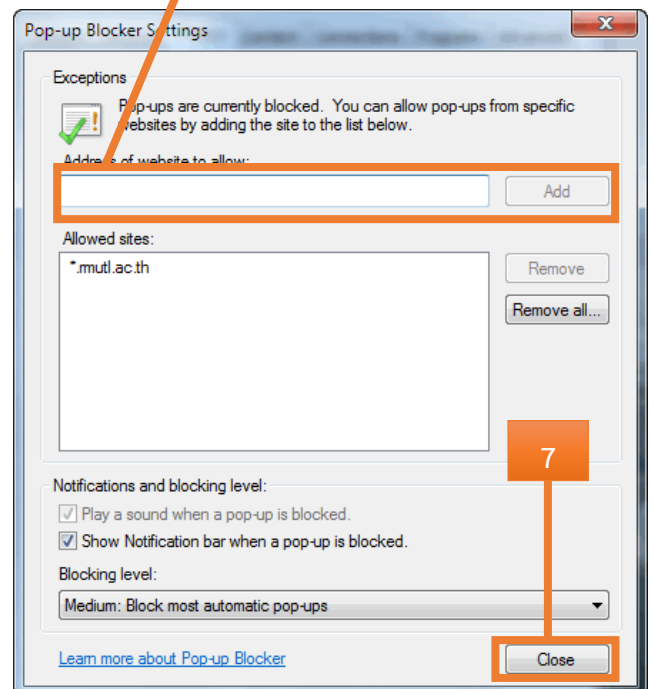 Pop-up Blocker Settings
Exceptions
Pop-ups are currently blocked. You can allow pop-ups from specific
websites by adding the site to the list below.
Address of website to allow:
Add
Allowed sites:
*.rmutl.ac.th
Remove
Remove all...
7
Notifications and blocking level:
Play a sound when a pop-up is blocked.
Show Notification bar when a pop-up is blocked.
Blocking level:
Medium: Block most automatic pop-ups
Learn more about Pop-up Blocker
Close